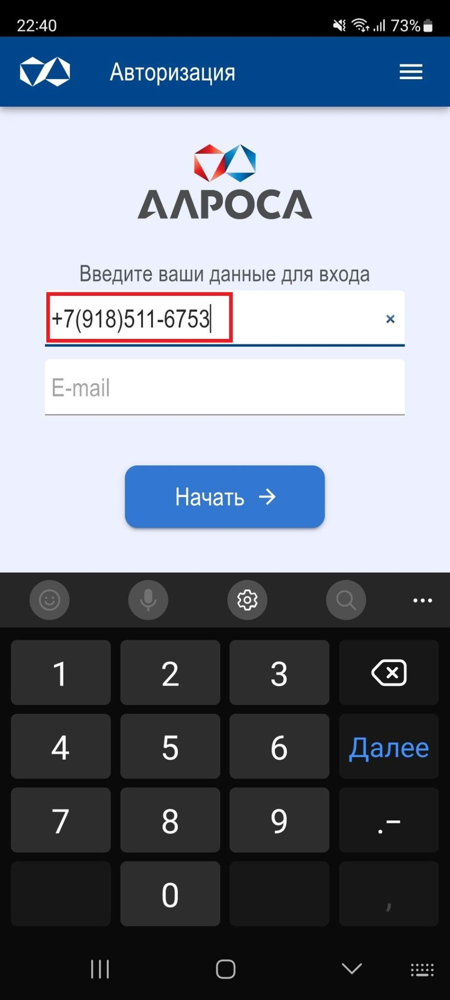 22:40 73%
Авторизация
АЛРОСА
Введите ваши данные для входа
+7(918)511-6753 ×
E-mail
Начать →
1 2 3
4 5 6 Далее
7 8 9 .–
0 ,